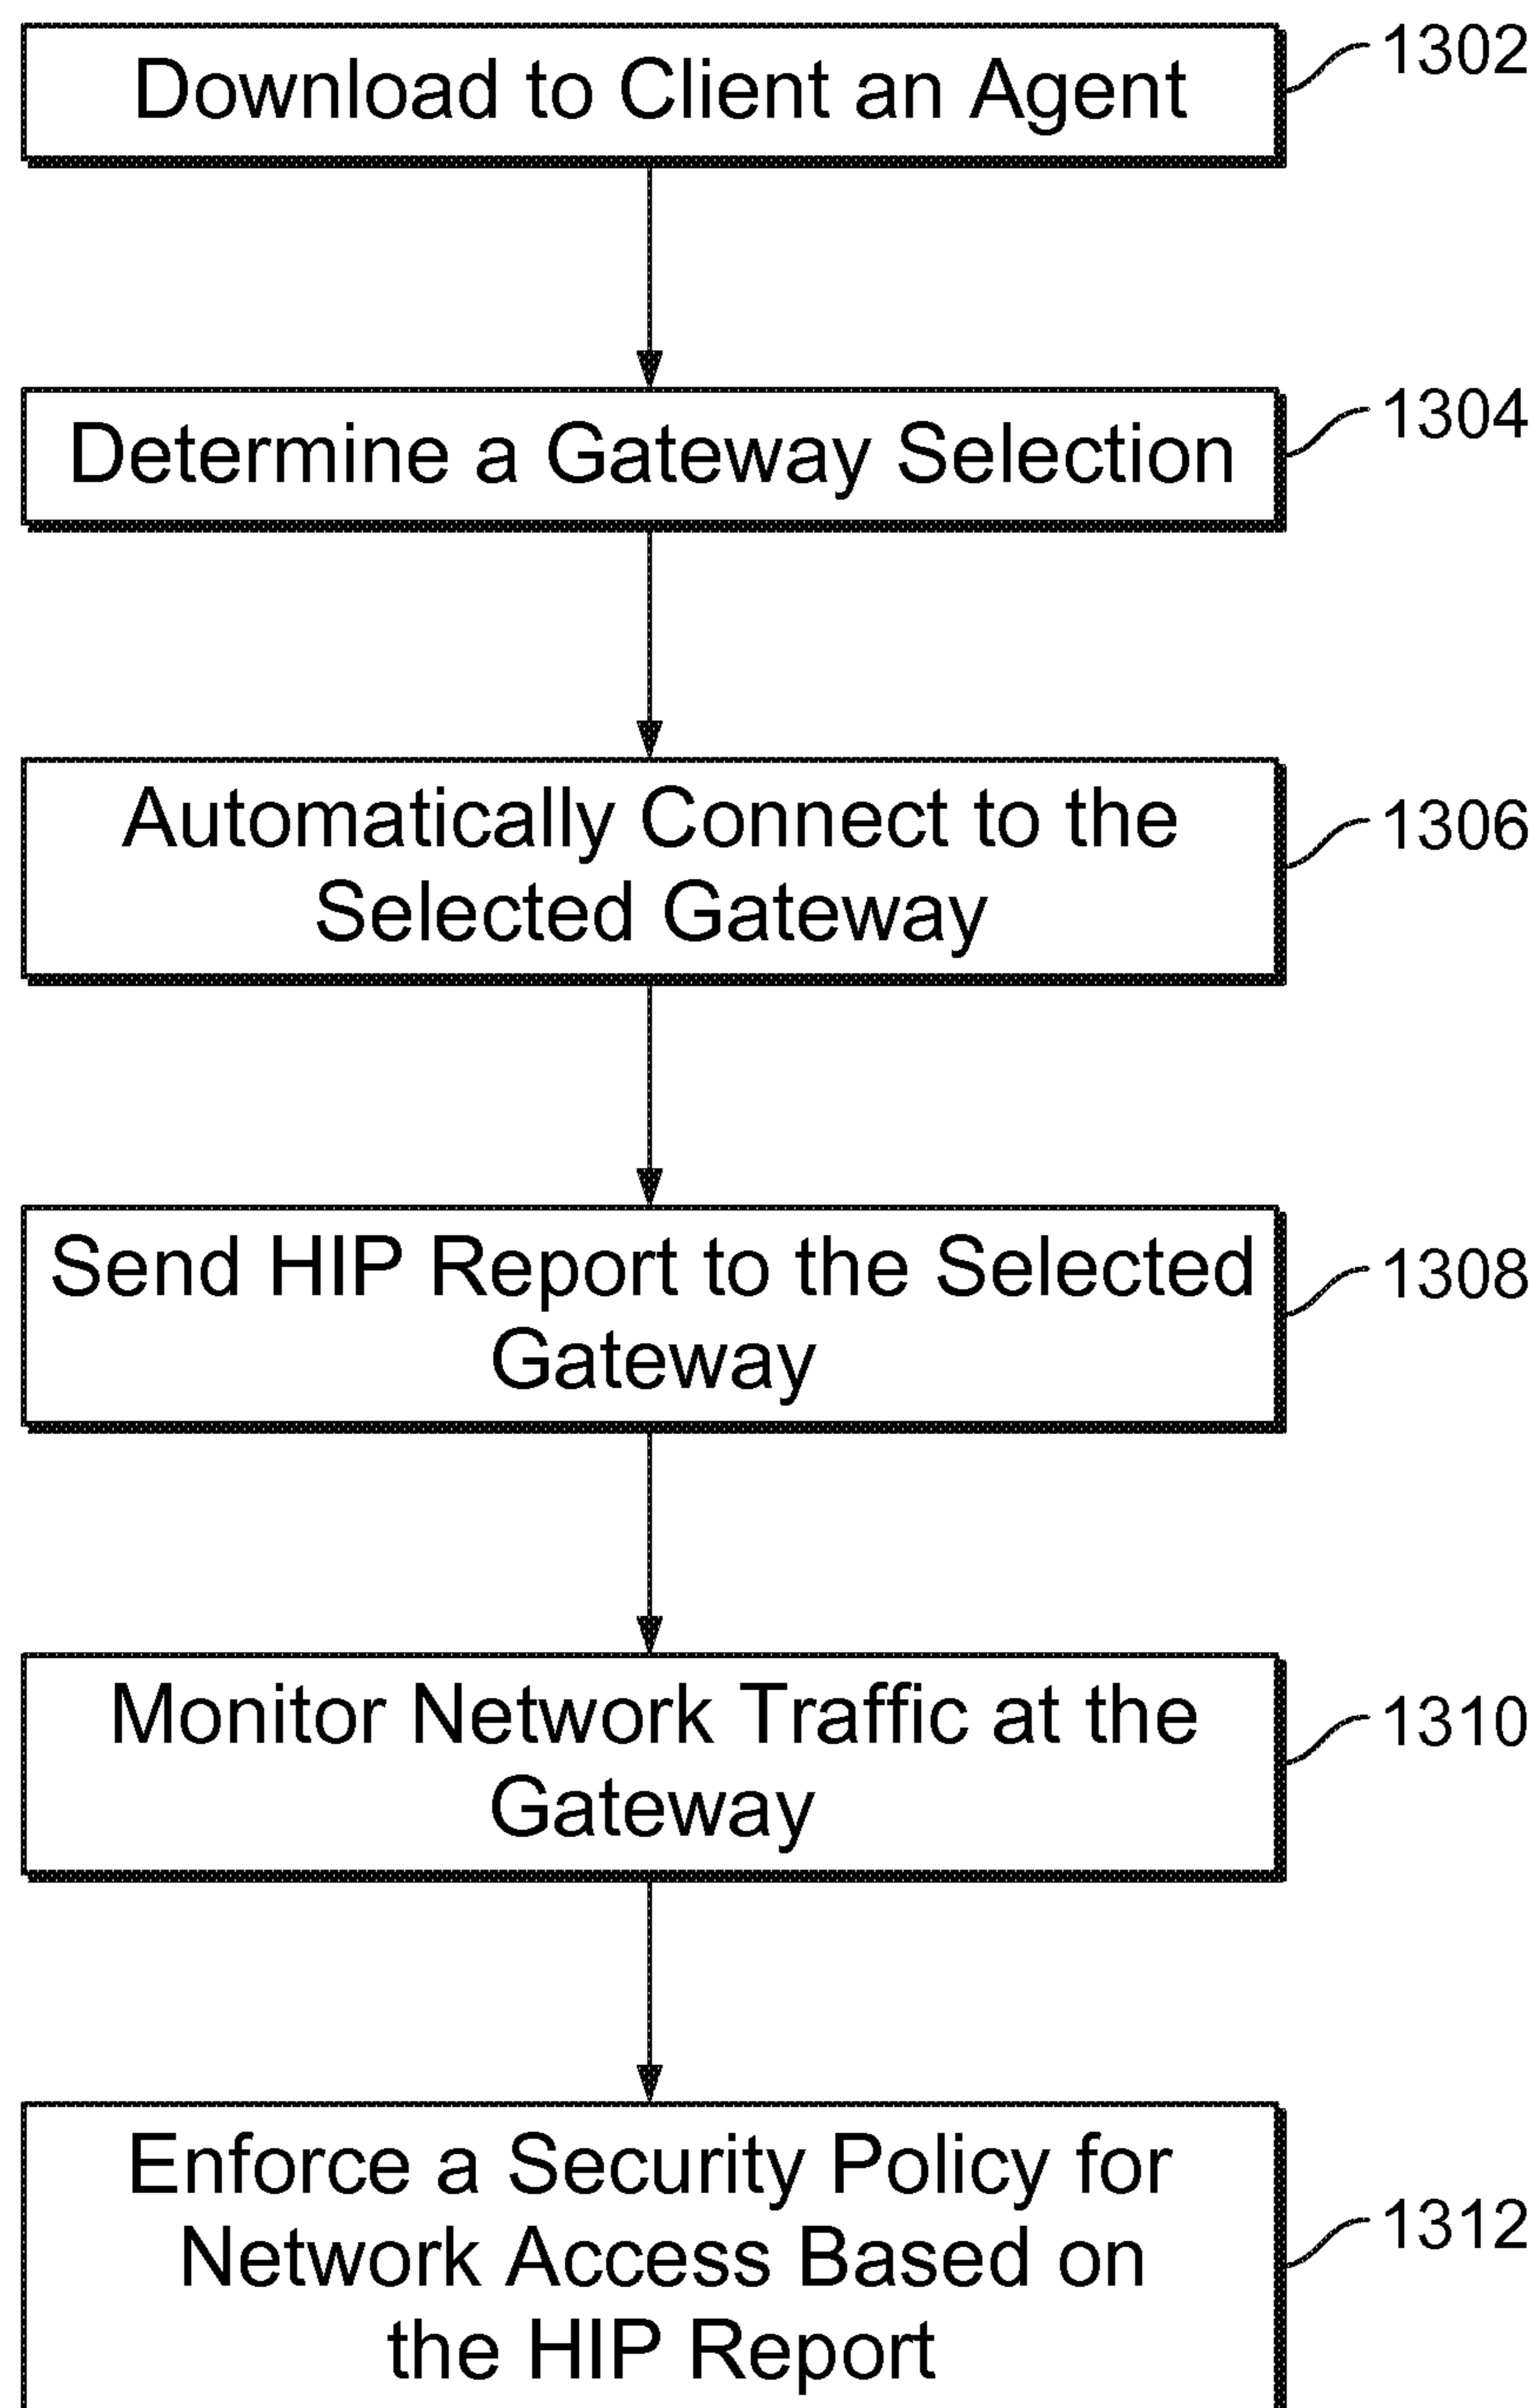 Download to Client an Agent
1302
Determine a Gateway Selection
1304
Automatically Connect to the
Selected Gateway
1306
Send HIP Report to the Selected
Gateway
1308
Monitor Network Traffic at the
Gateway
1310
Enforce a Security Policy for
Network Access Based on
the HIP Report
1312